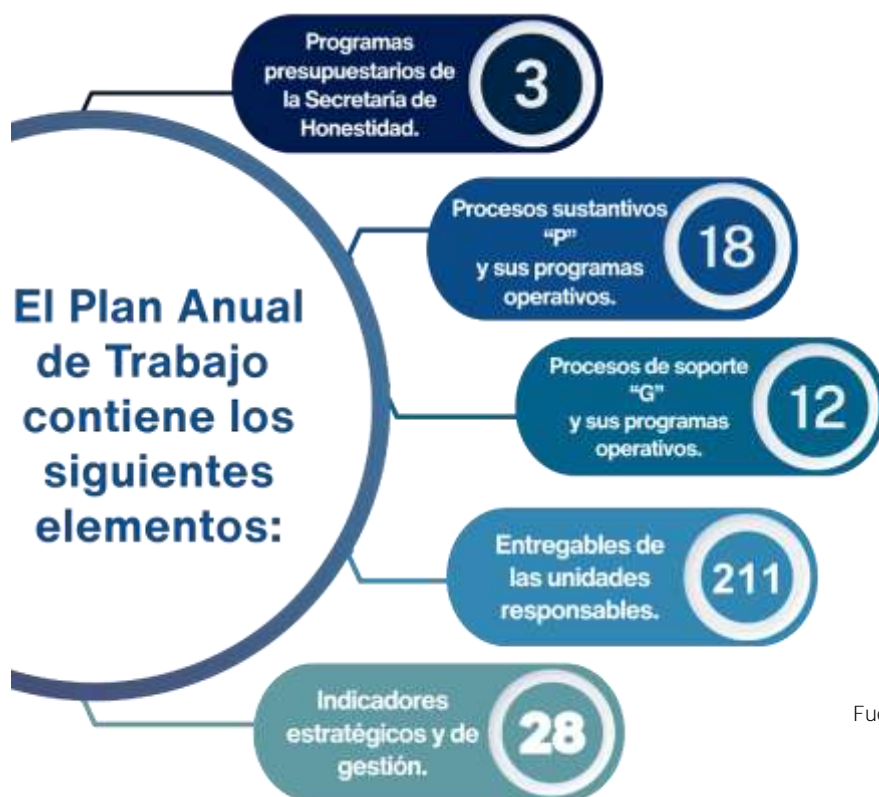 Programas
presupuestarios de
la Secretaría de
Honestidad.
3
Procesos sustantivos
“P”
y sus programas
operativos.
18
El Plan Anual
de Trabajo
contiene los
siguientes
elementos:
Procesos de soporte
“G”
y sus programas
operativos.
12
Entregables de
las unidades
responsables.
211
Indicadores
estratégicos y de
gestión.
28